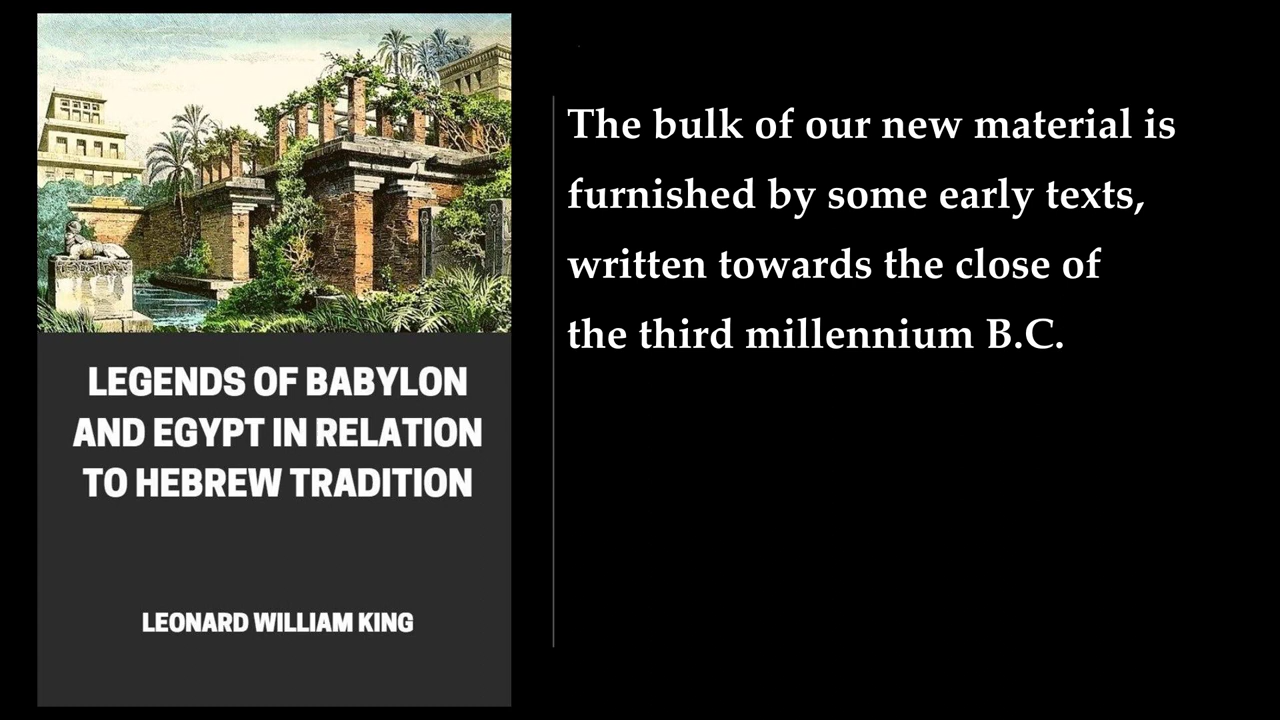 LEGENDS OF BABYLON
AND EGYPT IN RELATION
TO HEBREW TRADITION
LEONARD WILLIAM KING
The bulk of our new material is
furnished by some early texts,
written towards the close of
the third millennium B.C.